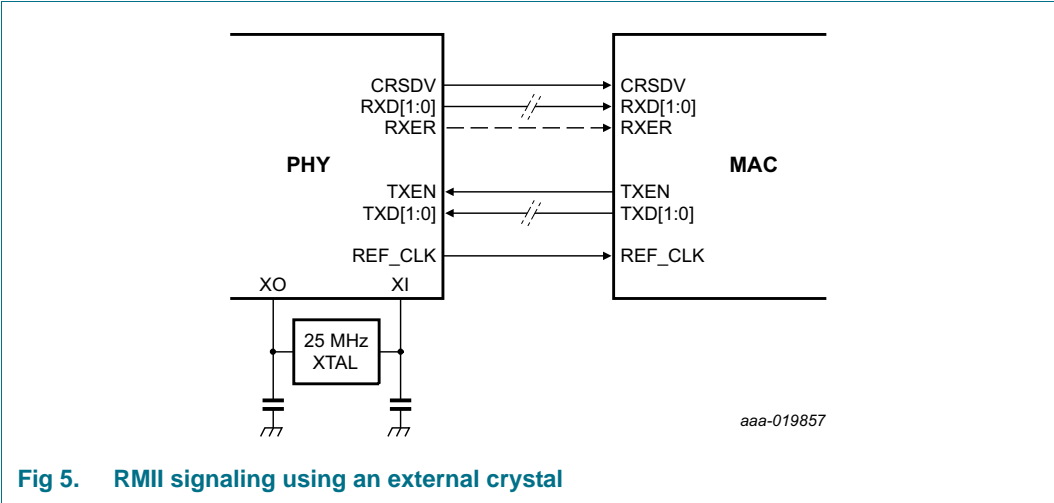 CRSDV CRSDV
RXD[1:0] RXD[1:0]
RXER RXER
PHY MAC
TXEN TXEN
TXD[1:0] TXD[1:0]
REF_CLK REF_CLK
XO XI
25 MHz
XTAL
aaa-019857
Fig 5. RMII signaling using an external crystal